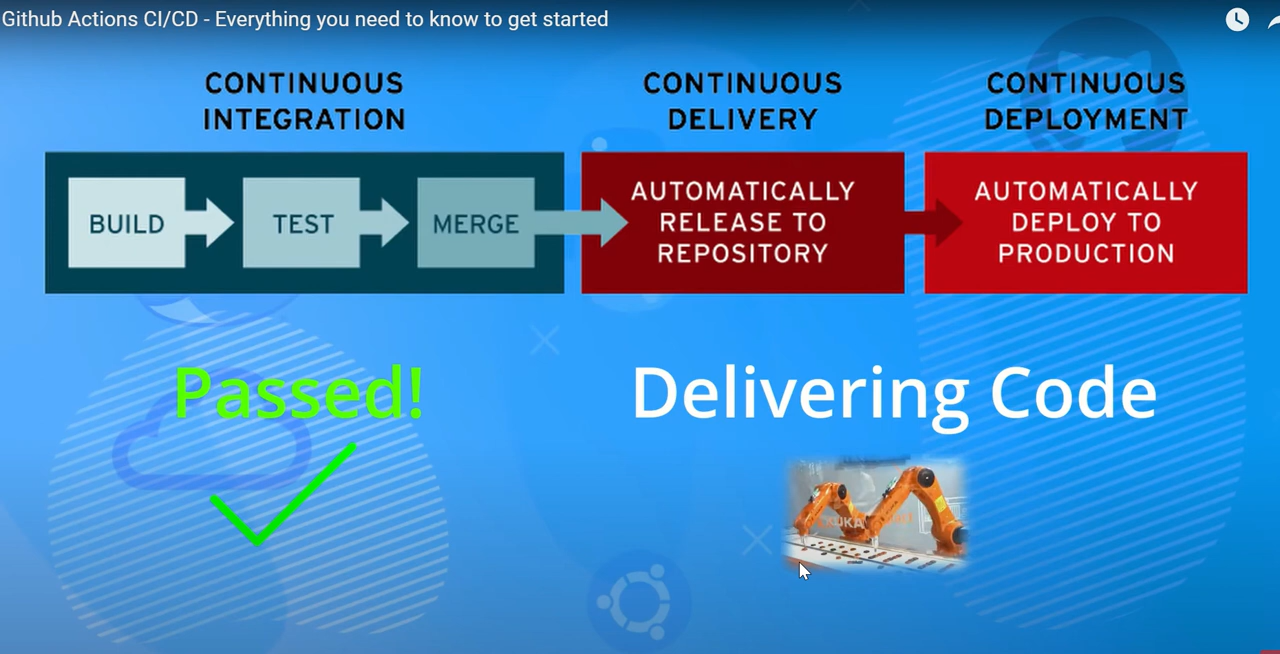 Github Actions CI/CD - Everything you need to know to get started
CONTINUOUS
INTEGRATION
CONTINUOUS
DELIVERY
CONTINUOUS
DEPLOYMENT
BUILD
TEST
MERGE
AUTOMATICALLY
RELEASE TO
REPOSITORY
AUTOMATICALLY
DEPLOY TO
PRODUCTION
Passed!
Delivering Code
KUKA